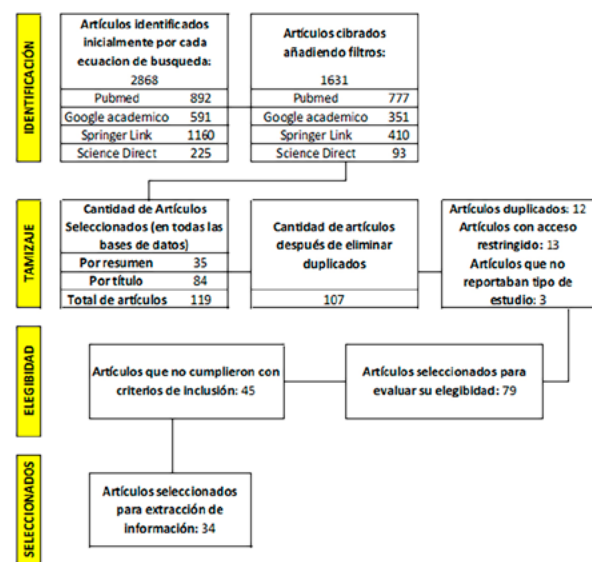 IDENTIFICACIÓN
Artículos identificados
inicialmente por cada
ecuacion de busqueda:
2868
Pubmed 892
Google academico 591
Springer Link 1160
Science Direct 225
Artículos cibrados
añadiendo filtros:
1631
Pubmed 777
Google academico 351
Springer Link 410
Science Direct 93
TAMIZAJE
Cantidad de Artículos
Seleccionados (en todas las
bases de datos)
Por resumen 35
Por título 84
Total de artículos 119
Cantidad de artículos
después de eliminar
duplicados
107
Artículos duplicados: 12
Artículos con acceso
restringido: 13
Artículos que no
reportaban tipo de
estudio: 3
ELEGIBIDAD
Artículos que no cumplieron con
criterios de inclusión: 45
Artículos seleccionados para
evaluar su elegibidad: 79
SELECCIONADOS
Artículos seleccionados
para extracción de
información: 34